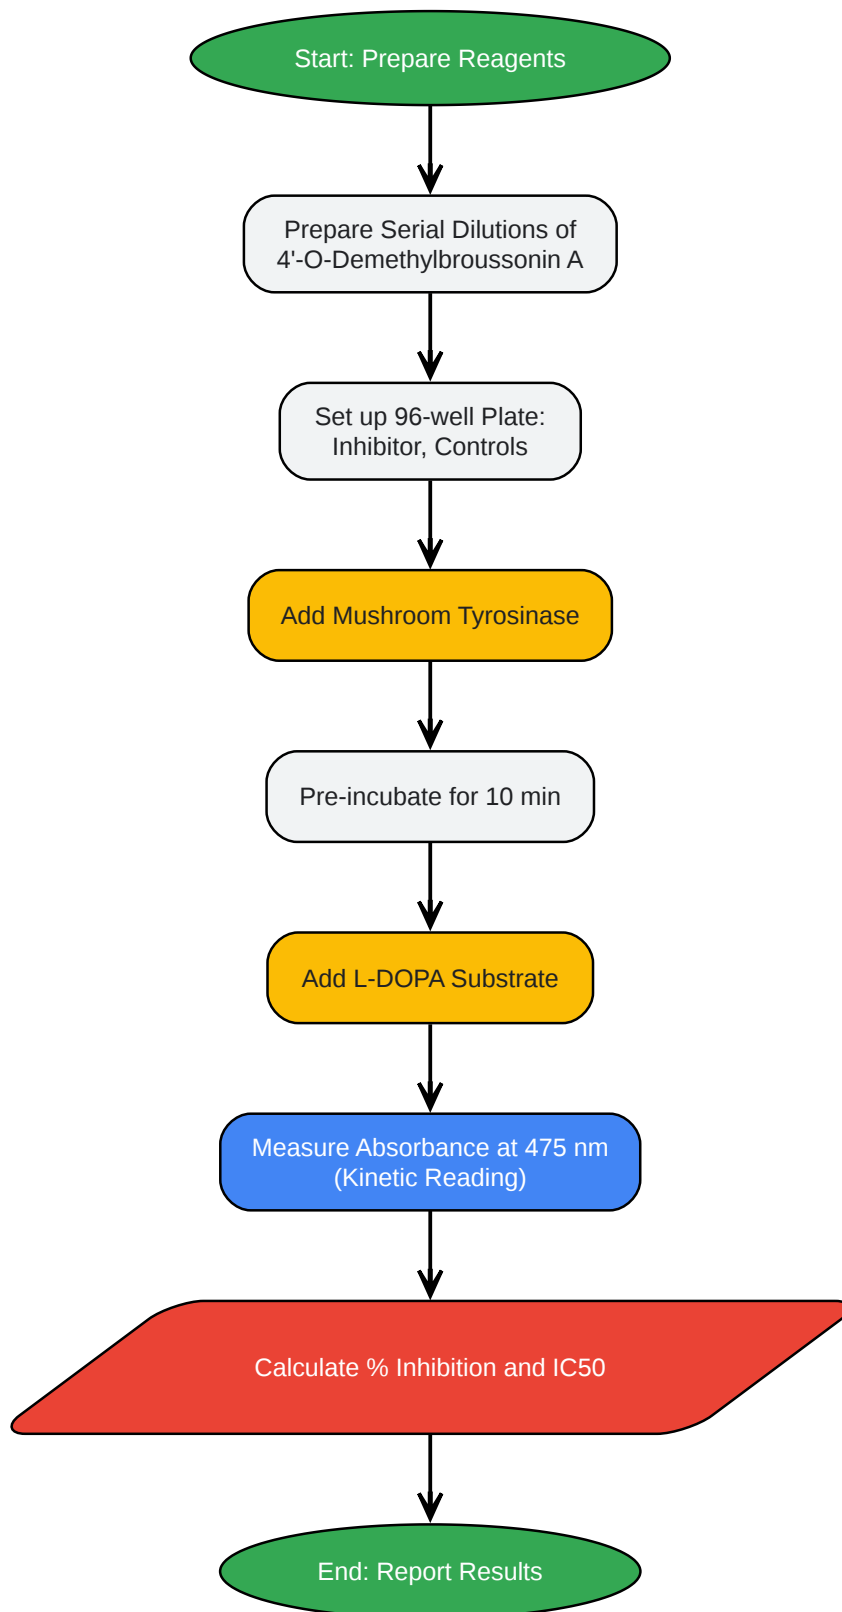 Start: Prepare Reagents
Prepare Serial Dilutions of
4'-O-Demethylbroussonin A
Set up 96-well Plate:
Inhibitor, Controls
Add Mushroom Tyrosinase
Pre-incubate for 10 min
Add L-DOPA Substrate
Measure Absorbance at 475 nm
(Kinetic Reading)
Calculate % Inhibition and IC50
End: Report Results